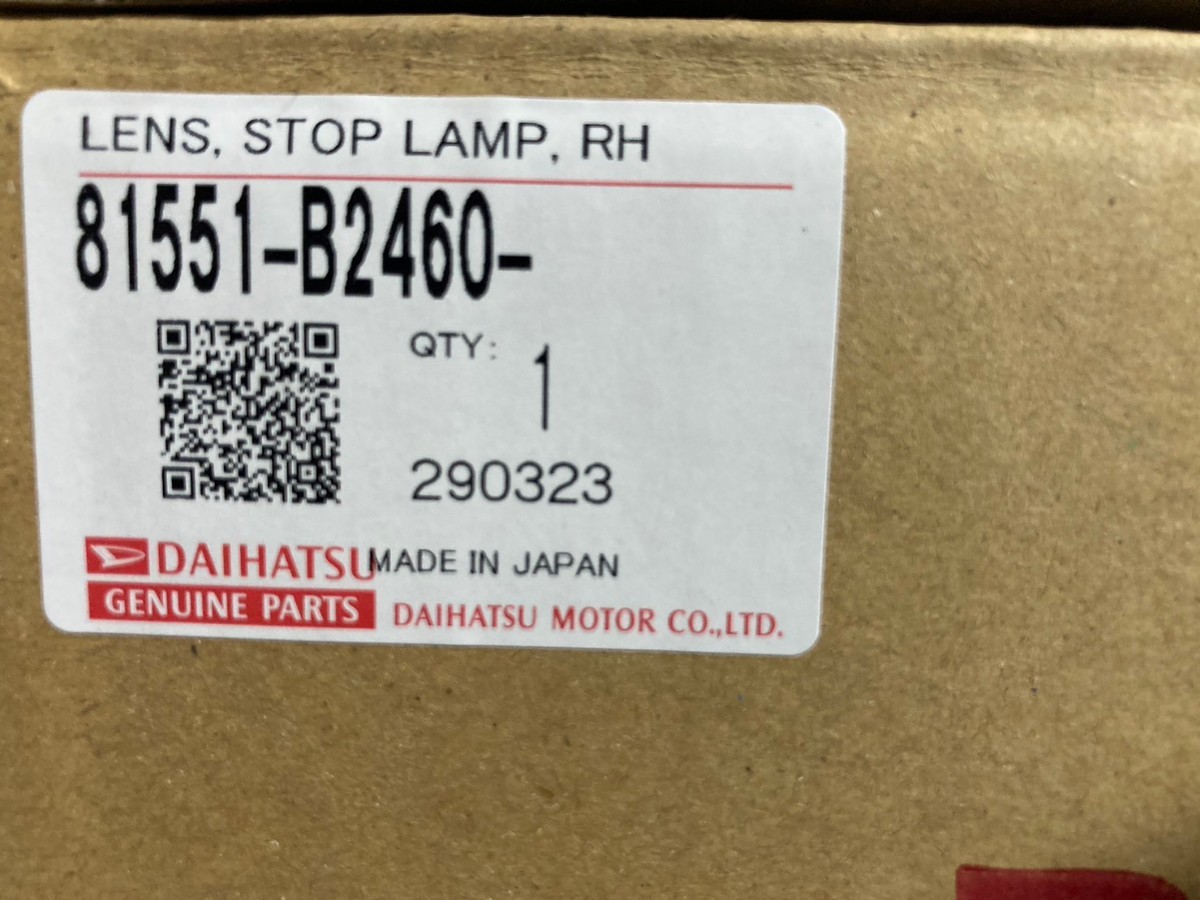 LENS, STOP LAMP, RH
81551-B2460-
QTY: 1
290323
DAIHATSU MADE IN JAPAN
GENUINE PARTS DAIHATSU MOTOR CO.,LTD.